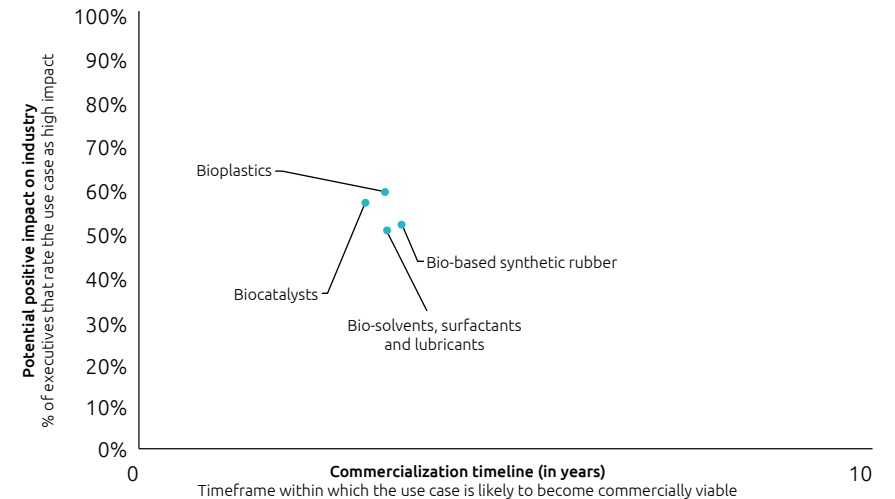 100%
90%
80%
70%
60%
50%
40%
30%
20%
10%
0%
Potential positive impact on industry
% of executives that rate the use case as high impact
Bioplastics
Biocatalysts
Bio-based synthetic rubber
Bio-solvents, surfactants
and lubricants
0
10
Commercialization timeline (in years)
Timeframe within which the use case is likely to become commercially viable